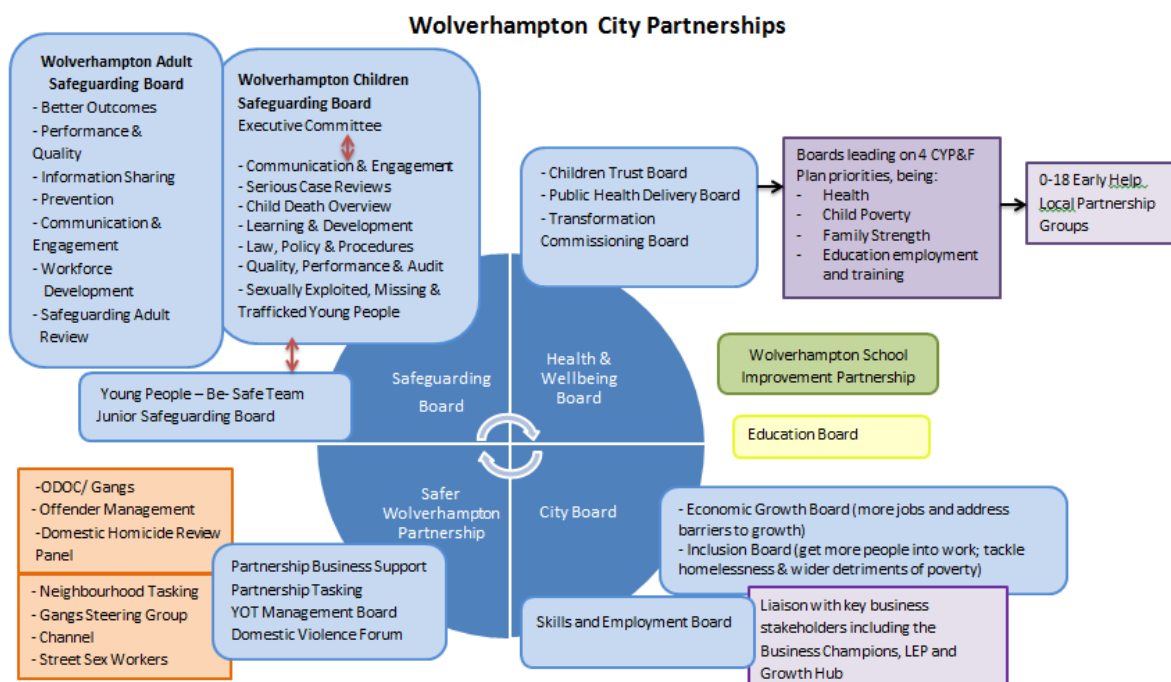 Wolverhampton City Partnerships
Wolverhampton Adult
Safeguarding Board
- Better Outcomes
- Performance &
Quality
- Information Sharing
- Prevention
- Communication &
Engagement
- Workforce
Development
- Safeguarding Adult
Review
Wolverhampton Children
Safeguarding Board
Executive Committee
- Communication & Engagement
- Serious Case Reviews
- Child Death Overview
- Learning & Development
- Law, Policy & Procedures
- Quality, Performance & Audit
- Sexually Exploited, Missing &
Trafficked Young People
- Children Trust Board
- Public Health Delivery Board
- Transformation
Commissioning Board
Boards leading on 4 CYP&F
Plan priorities, being:
- Health
- Child Poverty
- Family Strength
- Education employment
and training
0-18 Early Help
Local Partnership
Groups
Young People – Be- Safe Team
Junior Safeguarding Board
Safeguarding
Board
Health &
Wellbeing
Board
Wolverhampton School
Improvement Partnership
Education Board
Safer
Wolverhampton
Partnership
City Board
-ODOC/ Gangs
- Offender Management
-Domestic Homicide Review
Panel
- Neighbourhood Tasking
- Gangs Steering Group
- Channel
- Street Sex Workers
Partnership Business Support
Partnership Tasking
YOT Management Board
Domestic Violence Forum
- Economic Growth Board (more jobs and address
barriers to growth)
- Inclusion Board (get more people into work; tackle
homelessness & wider detriments of poverty)
Skills and Employment Board
Liaison with key business
stakeholders including the
Business Champions, LEP and
Growth Hub